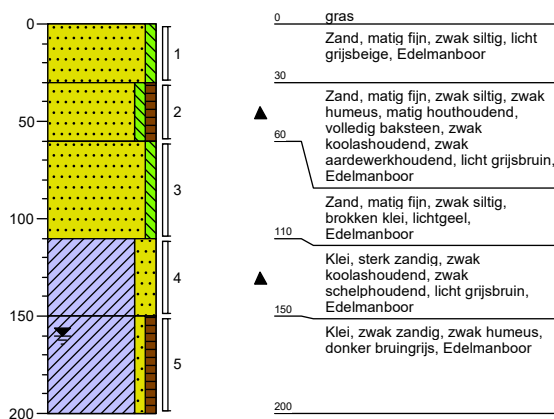 0
50
100
150
200
1
2
3
4
5
0
gras
Zand, matig fijn, zwak siltig, licht
grijsbeige, Edelmanboor
30
Zand, matig fijn, zwak siltig, zwak
humeus, matig houthoudend,
volledig baksteen, zwak
koolashoudend, zwak
aardewerkhoudend, licht grijsbruin,
Edelmanboor
60
Zand, matig fijn, zwak siltig,
brokken klei, lichtgeel,
Edelmanboor
110
Klei, sterk zandig, zwak
koolashoudend, zwak
schelphoudend, licht grijsbruin,
Edelmanboor
150
Klei, zwak zandig, zwak humeus,
donker bruingrijs, Edelmanboor
200